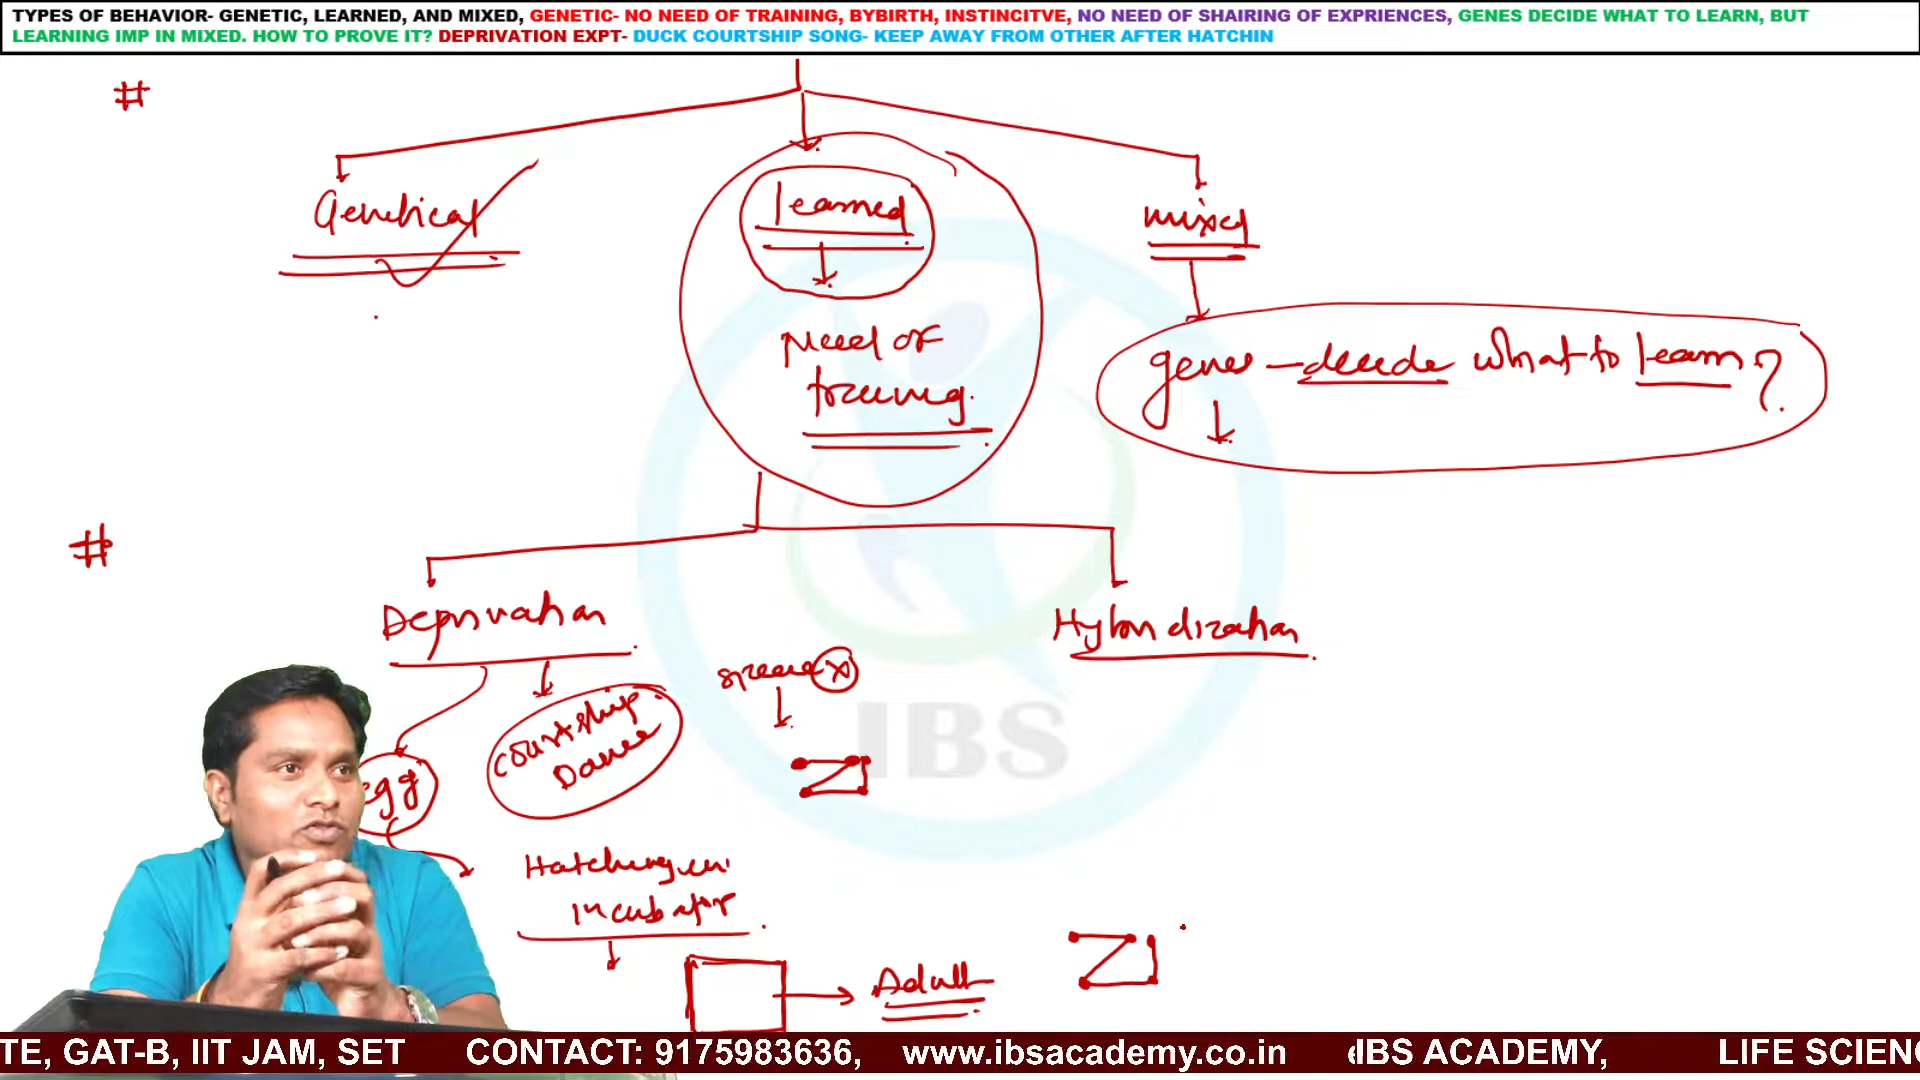 TYPES OF BEHAVIOR- GENETIC, LEARNED, AND MIXED, GENETIC- NO NEED OF TRAINING, BYBIRTH, INSTINCITVE, NO NEED OF SHAIRING OF EXPRIENCES, GENES DECIDE WHAT TO LEARN, BUT
LEARNING IMP IN MIXED. HOW TO PROVE IT? DEPRIVATION EXPT- DUCK COURTSHIP SONG- KEEP AWAY FROM OTHER AFTER HATCHIN
#
Genetical
learned
mixed
Need of
training.
genes - decide what to learn?
#
Deprivation
Hybridization
species X
courtship
Dance
egg
IBS
Hatching in
incubator
Adult
TE, GAT-B, IIT JAM, SET CONTACT: 9175983636, www.ibsacademy.co.in IBS ACADEMY, LIFE SCIENC